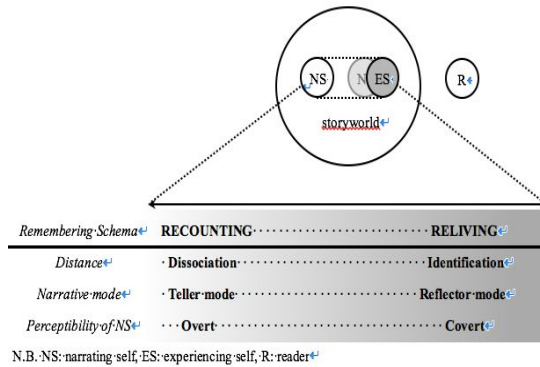 NS N ES R
storyworld
Remembering Schema RECOUNTING RELIVING
Distance Dissociation Identification
Narrative mode Teller mode Reflector mode
Perceptibility of NS Overt Covert
N.B. NS: narrating self, ES: experiencing self, R: reader